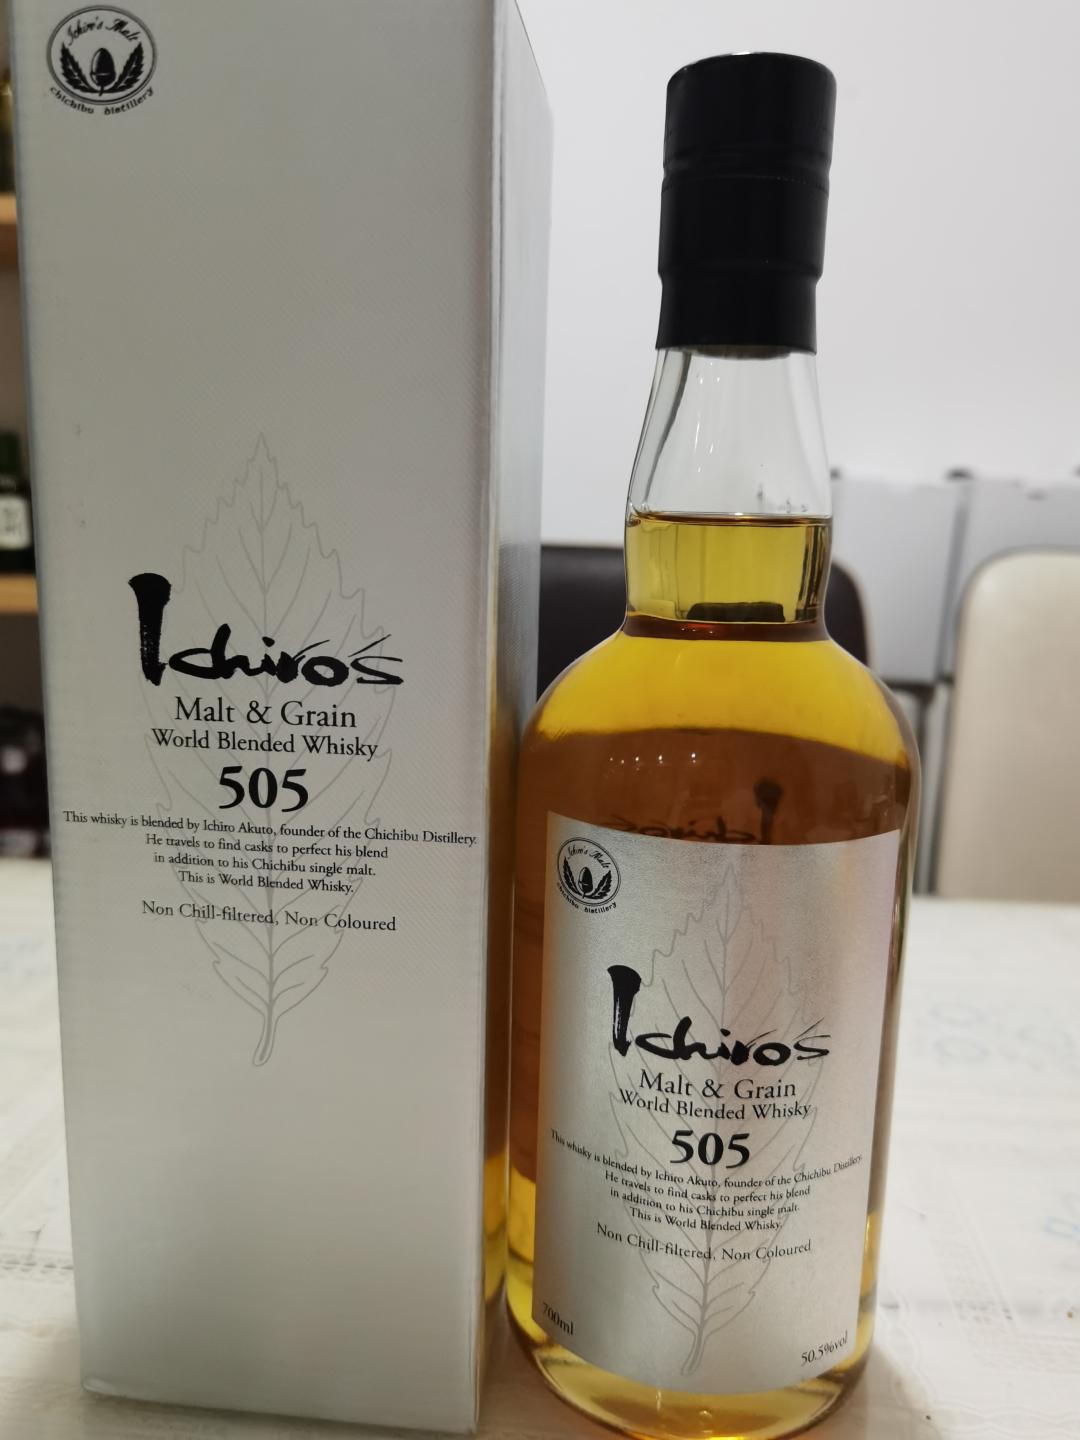 Ichiro's Malt
chichibu distillery
Ichiro's
Malt & Grain
World Blended Whisky
505
This whisky is blended by Ichiro Akuto, founder of the Chichibu Distillery.
He travels to find casks to perfect his blend
in addition to his Chichibu single malt.
This is World Blended Whisky.
Non Chill-filtered, Non Coloured
Ichiro's Malt
chichibu distillery
Ichiro's
Malt & Grain
World Blended Whisky
505
This whisky is blended by Ichiro Akuto, founder of the Chichibu Distillery.
He travels to find casks to perfect his blend
in addition to his Chichibu single malt.
This is World Blended Whisky.
Non Chill-filtered, Non Coloured
700ml
50.5%vol